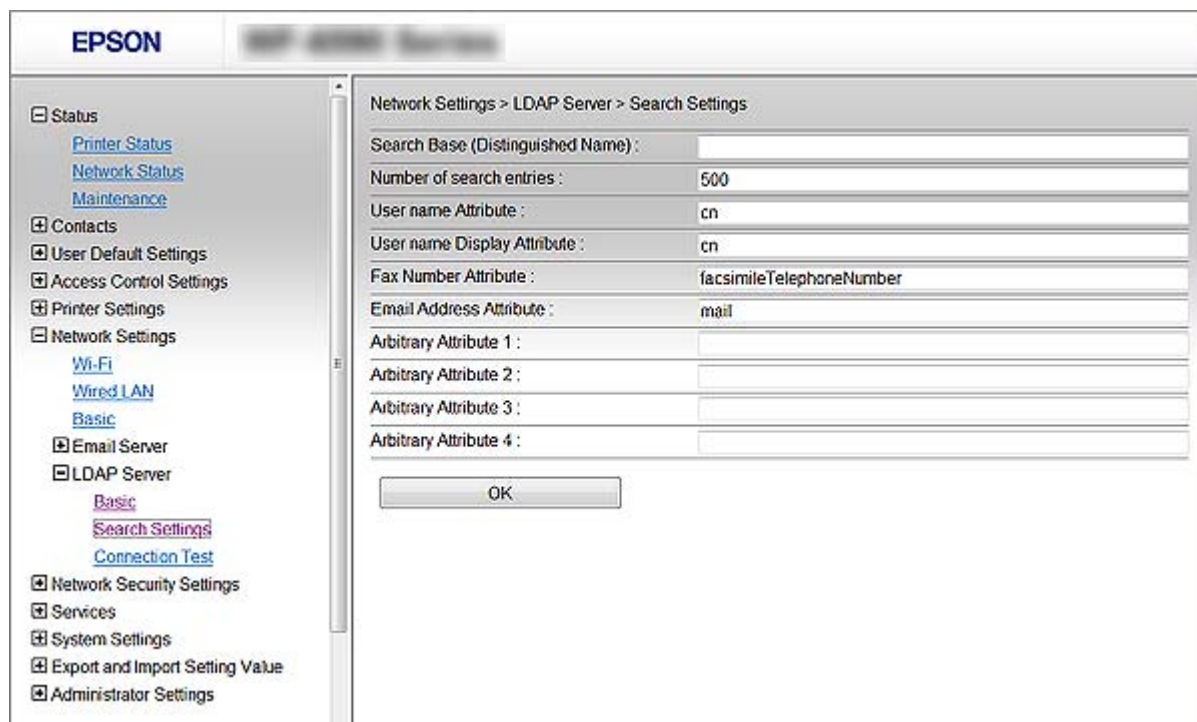 EPSON
Status
Printer Status
Network Status
Maintenance
Contacts
User Default Settings
Access Control Settings
Printer Settings
Network Settings
Wi-Fi
Wired LAN
Basic
Email Server
LDAP Server
Basic
Search Settings
Connection Test
Network Security Settings
Services
System Settings
Export and Import Setting Value
Administrator Settings
Network Settings > LDAP Server > Search Settings
Search Base (Distinguished Name) :
Number of search entries : 500
User name Attribute : cn
User name Display Attribute : cn
Fax Number Attribute : facsimileTelephoneNumber
Email Address Attribute : mail
Arbitrary Attribute 1 :
Arbitrary Attribute 2 :
Arbitrary Attribute 3 :
Arbitrary Attribute 4 :
OK